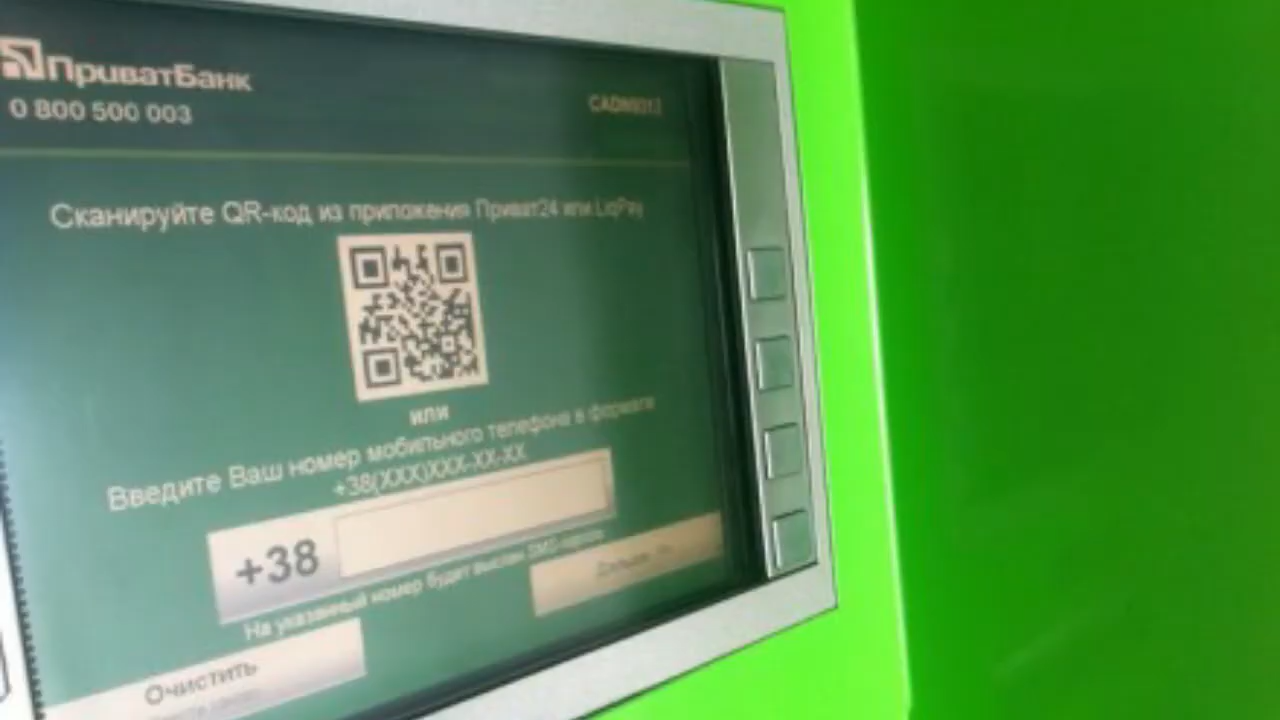 ПриватБанк
0 800 500 003
Сканируйте QR-код из приложения Приват24 или LiqPay
или
Введите Ваш номер мобильного телефона в формате
+38(XXX)XXX-XX-XX
+38
На указанный номер будет выслан SMS-пароль
Очистить